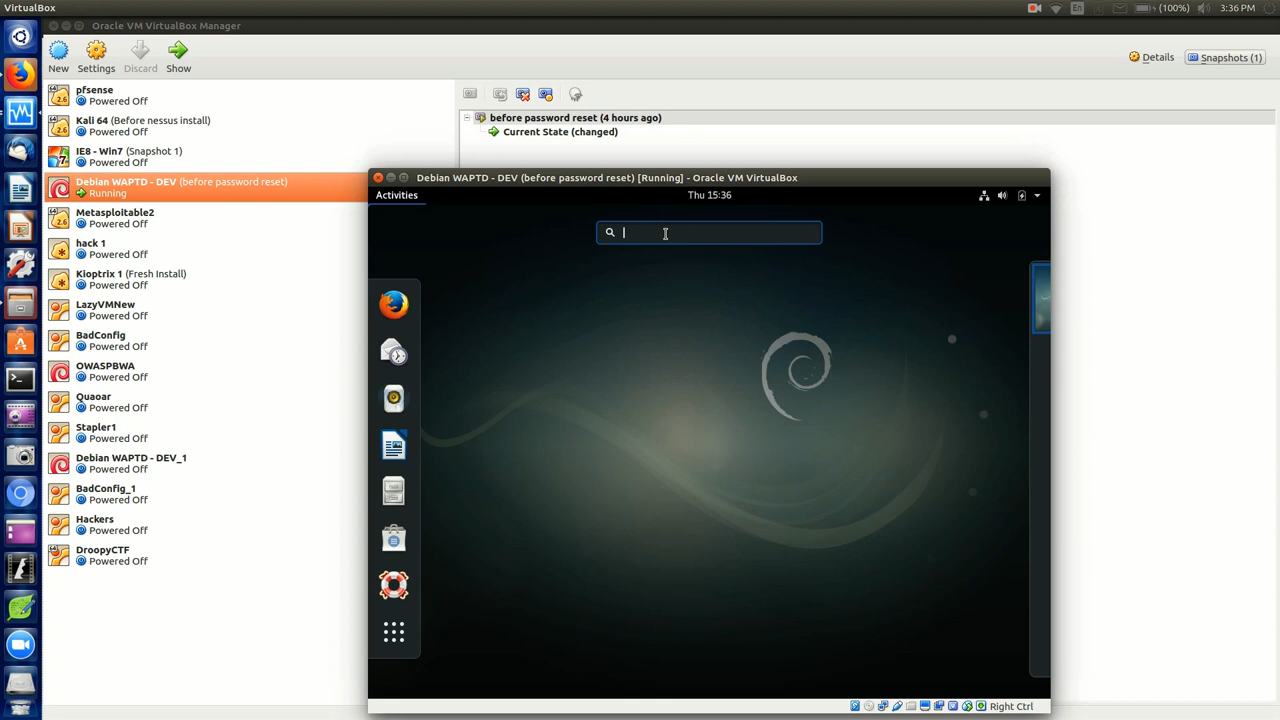 VirtualBox
En
(100%)
3:36 PM
Oracle VM VirtualBox Manager
New
Settings
Discard
Show
Details
Snapshots (1)
pfsense
Powered Off
Kali 64 (Before nessus install)
Powered Off
IE8 - Win7 (Snapshot 1)
Powered Off
Debian WAPTD - DEV (before password reset)
Running
Metasploitable2
Powered Off
hack 1
Powered Off
Kioptrix 1 (Fresh Install)
Powered Off
LazyVMNew
Powered Off
BadConfig
Powered Off
OWASPBWA
Powered Off
Quaoar
Powered Off
Stapler1
Powered Off
Debian WAPTD - DEV_1
Powered Off
BadConfig_1
Powered Off
Hackers
Powered Off
DroopyCTF
Powered Off
before password reset (4 hours ago)
Current State (changed)
Debian WAPTD - DEV (before password reset) [Running] - Oracle VM VirtualBox
Activities
Thu 15:36
Right Ctrl